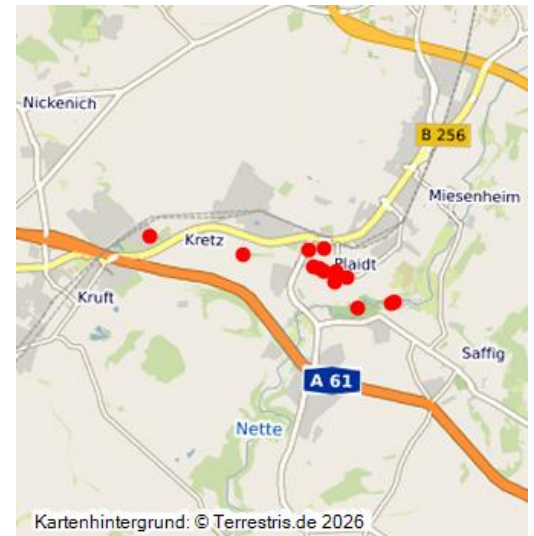 Nickenich
B 256
Miesenheim
Kretz
Plaidt
Kruft
Saffig
A 61
Nette
Kartenhintergrund: © Terrestris.de 2026